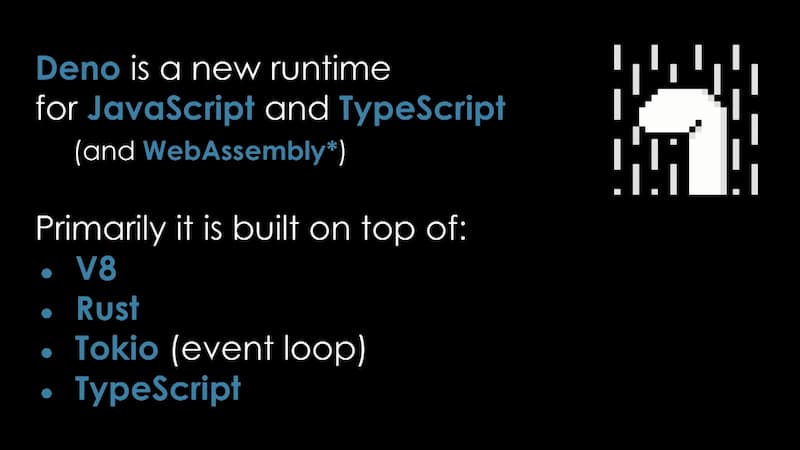 Deno is a new runtime
for JavaScript and TypeScript
(and WebAssembly*)
Primarily it is built on top of:
● V8
● Rust
● Tokio (event loop)
● TypeScript